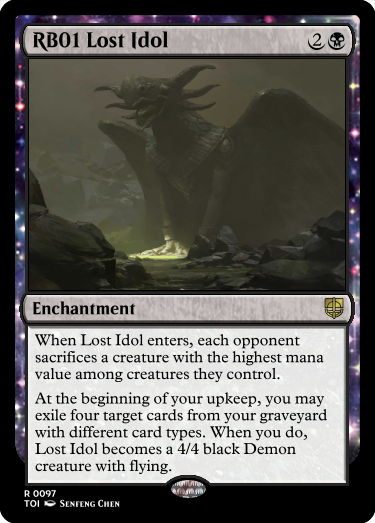 RB01 Lost Idol 2
Enchantment
When Lost Idol enters, each opponent
sacrifices a creature with the highest mana
value among creatures they control.
At the beginning of your upkeep, you may
exile four target cards from your graveyard
with different card types. When you do,
Lost Idol becomes a 4/4 black Demon
creature with flying.
R 0097
TOI SENFENG CHEN